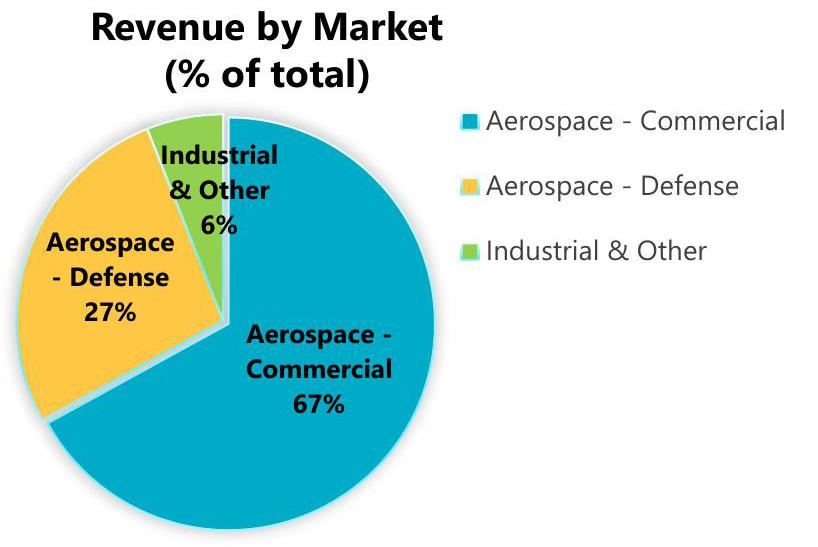 Revenue by Market
(% of total)
Aerospace - Commercial
Aerospace - Defense
Industrial & Other
Industrial
& Other
6%
Aerospace
- Defense
27%
Aerospace -
Commercial
67%